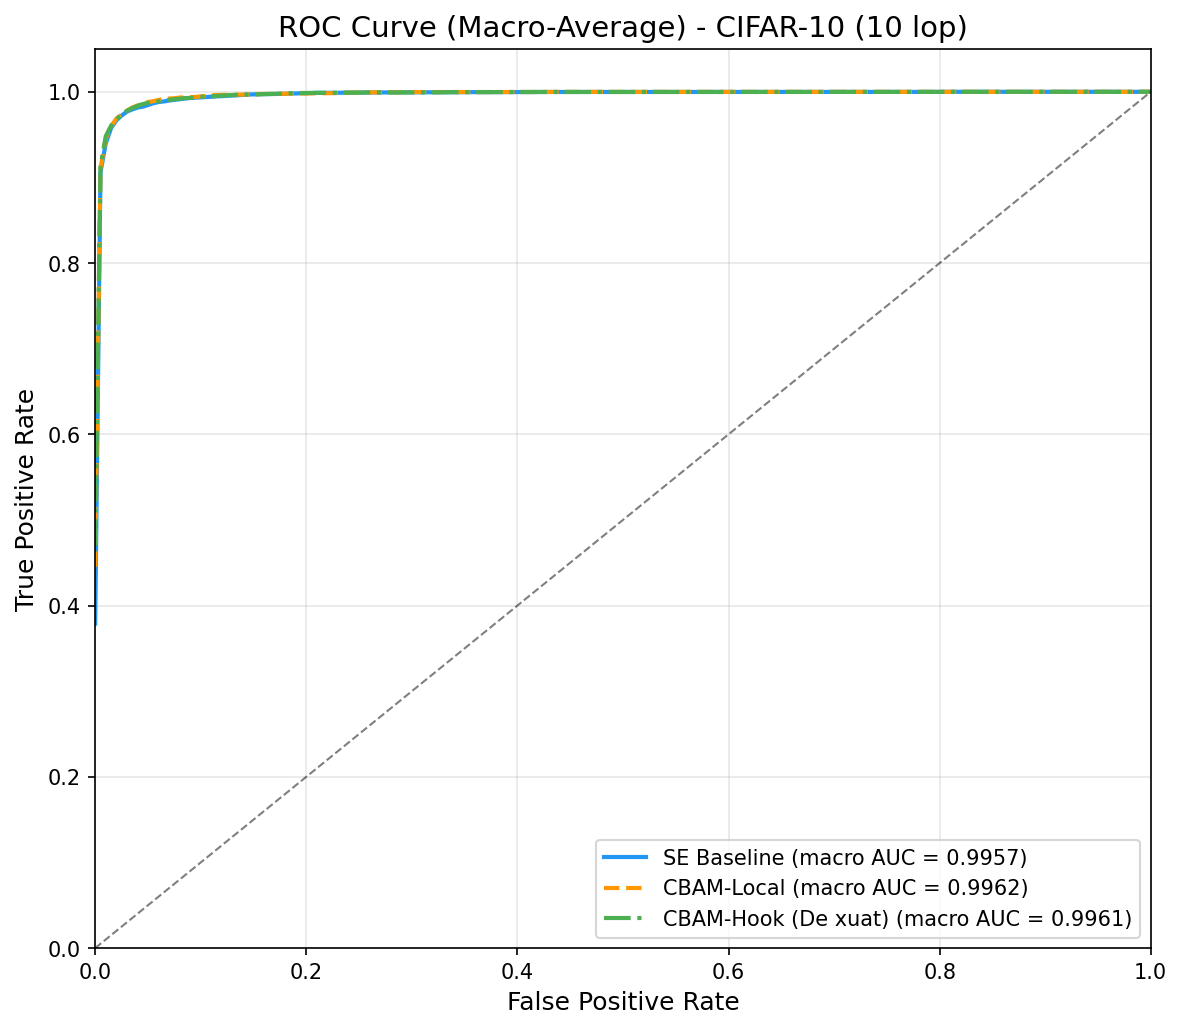 ROC Curve (Macro-Average) - CIFAR-10 (10 lop)
True Positive Rate
1.0
0.8
0.6
0.4
0.2
0.0
0.0 0.2 0.4 0.6 0.8 1.0
False Positive Rate
SE Baseline (macro AUC = 0.9957)
CBAM-Local (macro AUC = 0.9962)
CBAM-Hook (De xuat) (macro AUC = 0.9961)